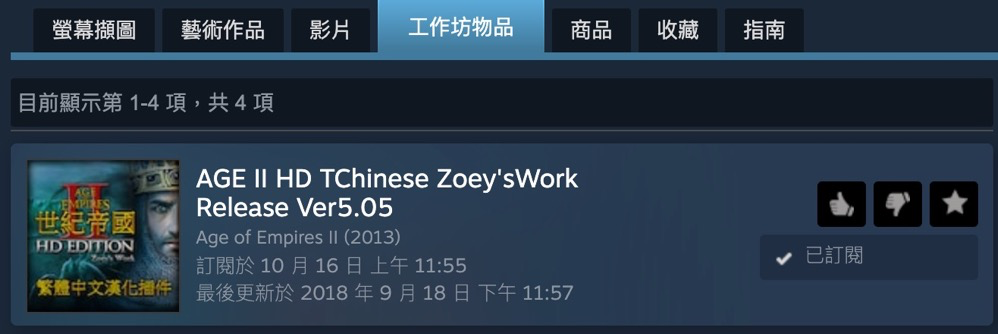 螢幕擷圖 藝術作品 影片 工作坊物品 商品 收藏 指南
目前顯示第 1-4 項，共 4 項
AGE II HD TChinese Zoey'sWork
Release Ver5.05
Age of Empires II (2013)
訂閱於 10 月 16 日 上午 11:55
最後更新於 2018 年 9 月 18 日 下午 11:57
已訂閱
II
AGE
EMPIRES
世紀帝國
HD EDITION
Zoey's Work
繁體中文漢化插件